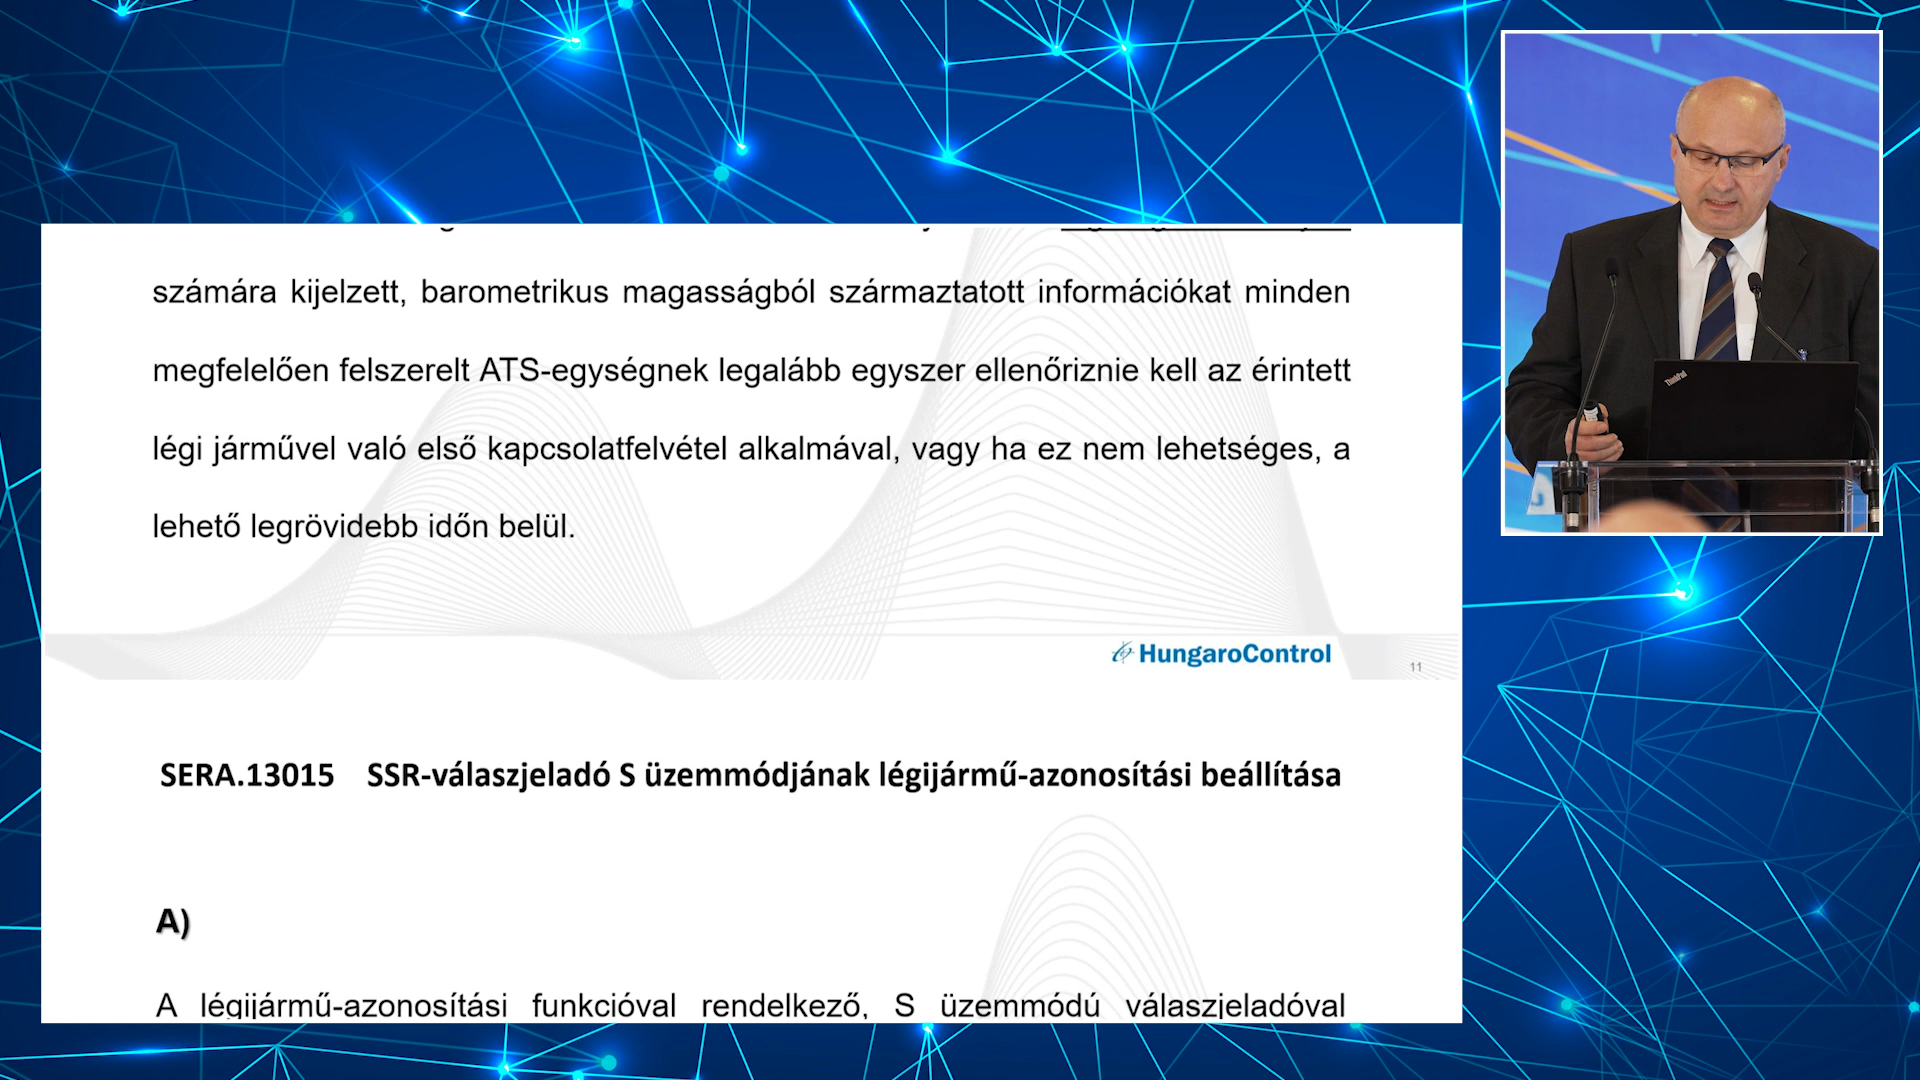 számára kijelzett, barometrikus magasságból származtatott információkat minden
megfelelően felszerelt ATS-egységnek legalább egyszer ellenőriznie kell az érintett
légi járművel való első kapcsolatfelvétel alkalmával, vagy ha ez nem lehetséges, a
lehető legrövidebb időn belül.
HungaroControl
11
SERA.13015 SSR-válaszjeladó S üzemmódjának légijármű-azonosítási beállítása
A)
A légijármű-azonosítási funkcióval rendelkező, S üzemmódú válaszjeladóval
ThinkPad